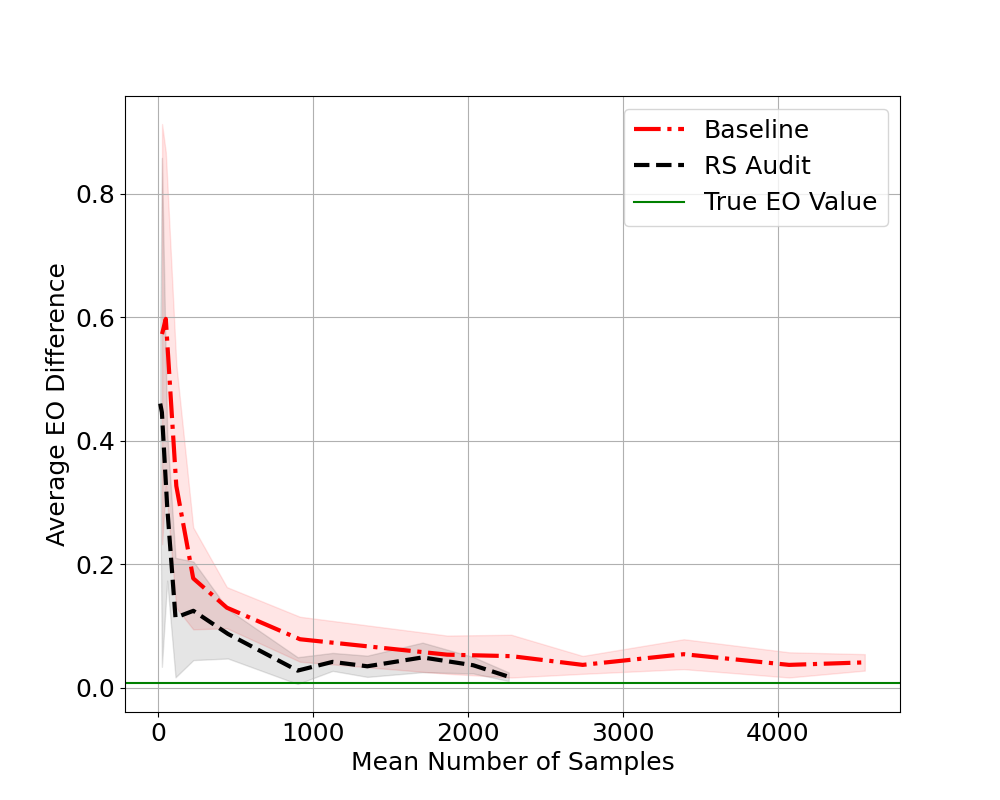 Baseline
RS Audit
True EO Value
Average EO Difference
0.8
0.6
0.4
0.2
0.0
0
1000
2000
3000
4000
Mean Number of Samples